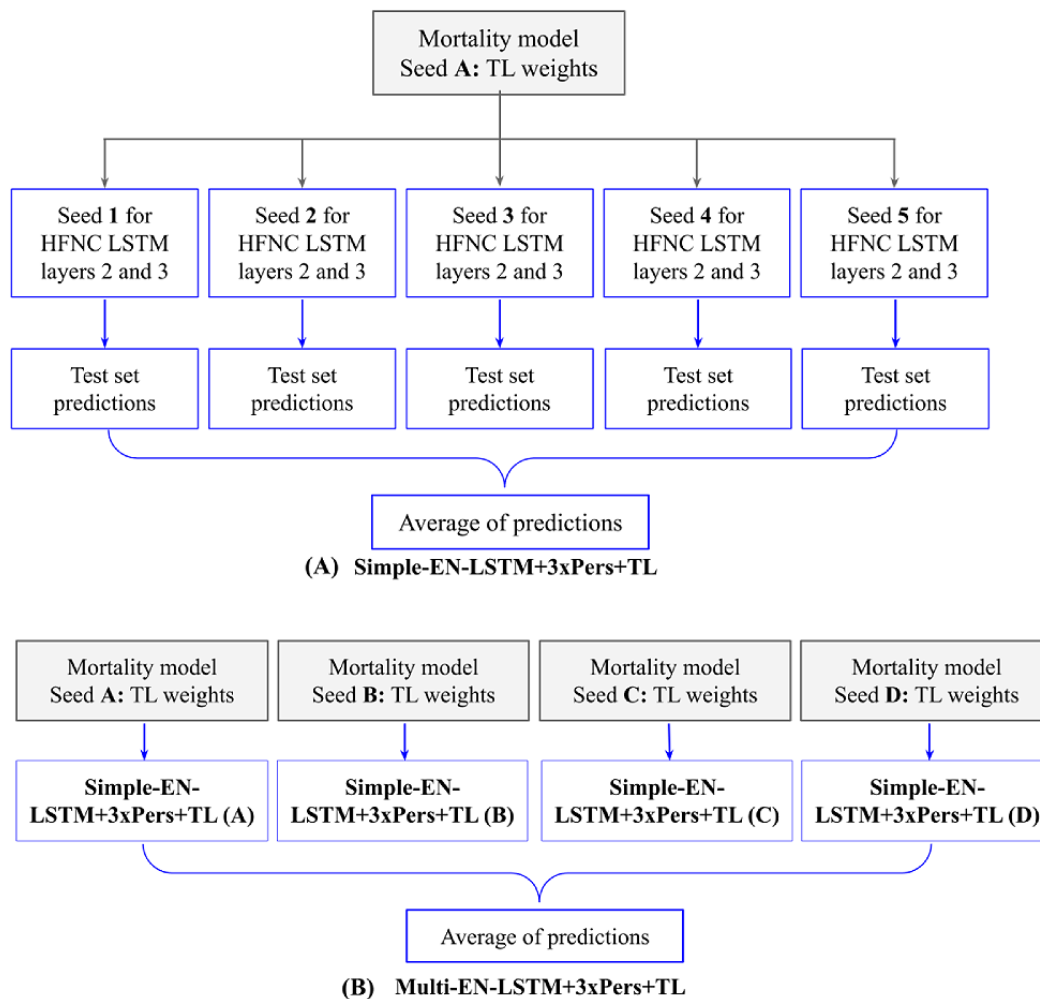 Mortality model
Seed A: TL weights
Seed 1 for
HFNC LSTM
layers 2 and 3
Seed 2 for
HFNC LSTM
layers 2 and 3
Seed 3 for
HFNC LSTM
layers 2 and 3
Seed 4 for
HFNC LSTM
layers 2 and 3
Seed 5 for
HFNC LSTM
layers 2 and 3
Test set
predictions
Test set
predictions
Test set
predictions
Test set
predictions
Test set
predictions
Average of predictions
(A) Simple-EN-LSTM+3xPers+TL
Mortality model
Seed A: TL weights
Mortality model
Seed B: TL weights
Mortality model
Seed C: TL weights
Mortality model
Seed D: TL weights
Simple-EN-
LSTM+3xPers+TL (A)
Simple-EN-
LSTM+3xPers+TL (B)
Simple-EN-
LSTM+3xPers+TL (C)
Simple-EN-
LSTM+3xPers+TL (D)
Average of predictions
(B) Multi-EN-LSTM+3xPers+TL